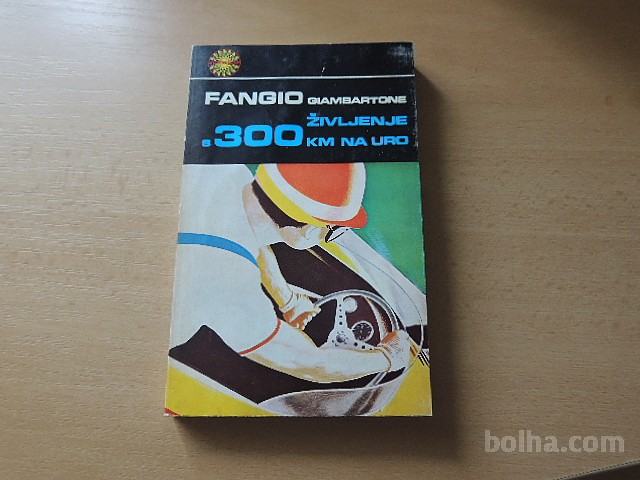 FANGIO GIAMBARTONE
ŽIVLJENJE
S 300 KM NA URO
bolha.com